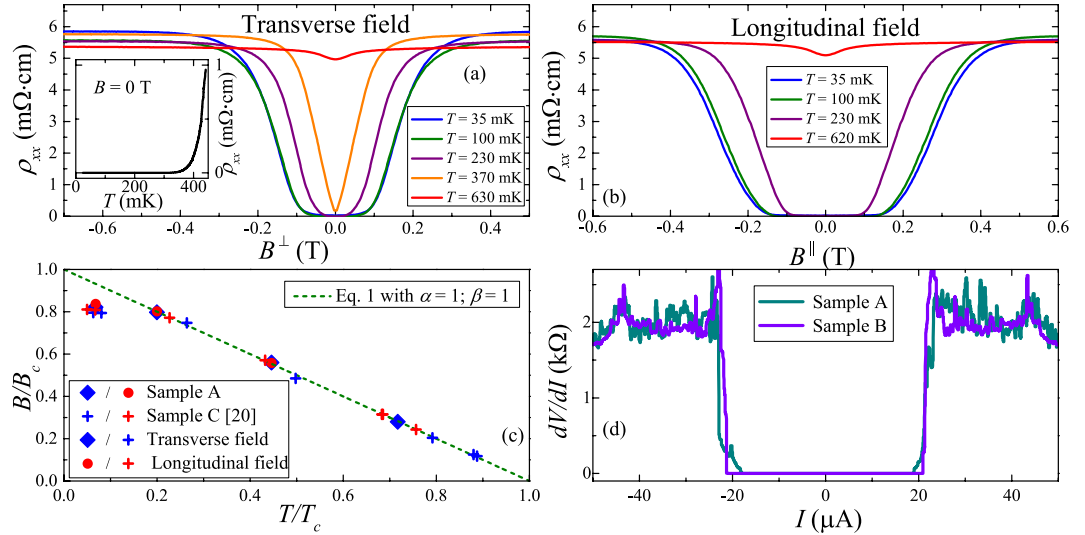 Transverse field
(a)
ρxx (mΩ·cm)
6
5
4
3
2
1
0
B = 0 T
1
0
ρxx (mΩ·cm)
0
200
400
T (mK)
T = 35 mK
T = 100 mK
T = 230 mK
T = 370 mK
T = 630 mK
-0.4
-0.2
0.0
0.2
0.4
B⊥ (T)
Longitudinal field
(b)
ρxx (mΩ·cm)
6
5
4
3
2
1
0
T = 35 mK
T = 100 mK
T = 230 mK
T = 620 mK
-0.6
-0.4
-0.2
0.0
0.2
0.4
0.6
B∥ (T)
B/Bc
1.0
0.8
0.6
0.4
0.2
0.0
Eq. 1 with α = 1; β = 1
/ Sample A
/ Sample C [20]
/ Transverse field
/ Longitudinal field
(c)
0.0
0.2
0.4
0.6
0.8
1.0
T/Tc
dV/dI (kΩ)
2
1
0
Sample A
Sample B
(d)
-40
-20
0
20
40
I (μA)